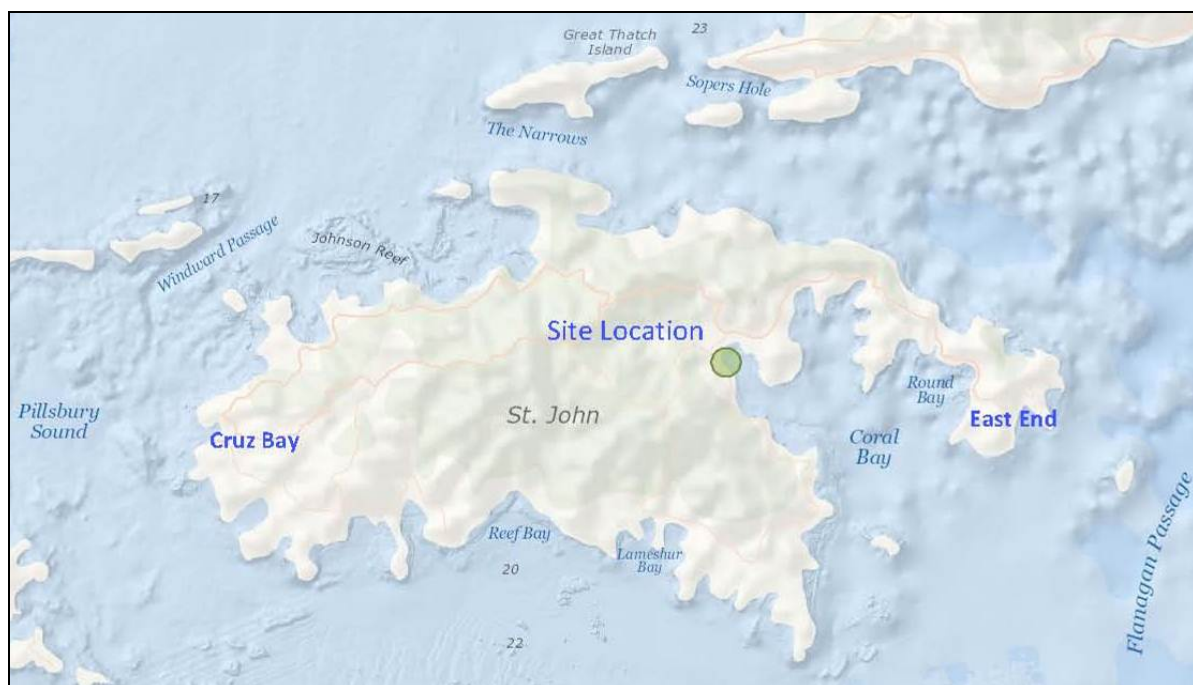 Great Thatch
Island
23
Sopers Hole
The Narrows
17
Windward Passage
Johnson Reef
Site Location
Pillsbury
Sound
Cruz Bay
St. John
Round
Bay
East End
Coral
Bay
Reef Bay
Lameshur
Bay
20
22
Flanagan Passage